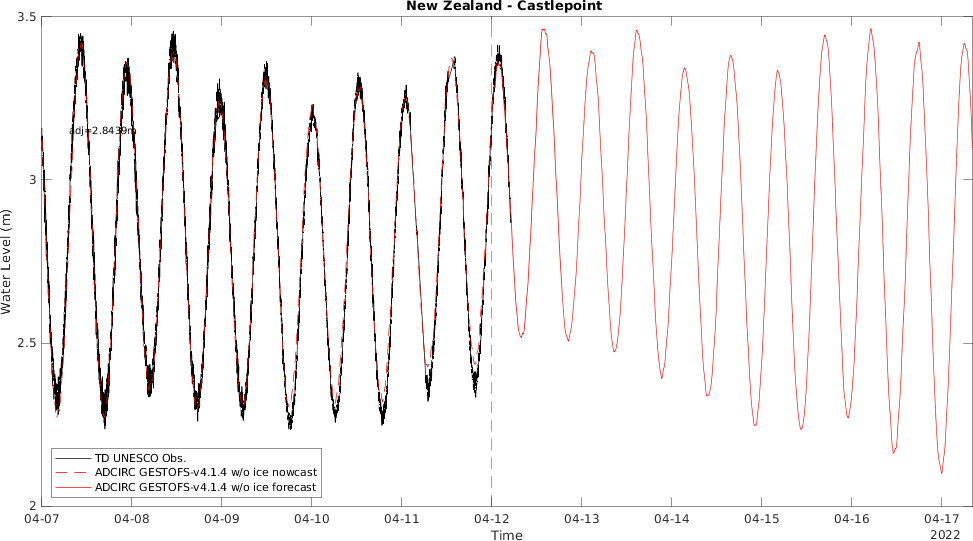 New Zealand - Castlepoint
3.5
3
2.5
2
Water Level (m)
adj=2.8439m
TD UNESCO Obs.
ADCIRC GESTOFS-v4.1.4 w/o ice nowcast
ADCIRC GESTOFS-v4.1.4 w/o ice forecast
04-07 04-08 04-09 04-10 04-11 04-12 04-13 04-14 04-15 04-16 04-17
Time
2022